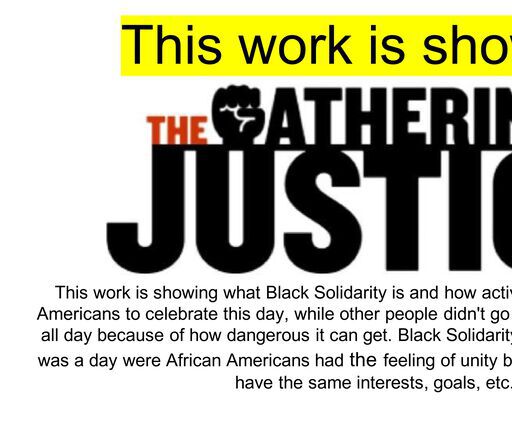 This work is sho
THE GATHERIN
JUSTIC
This work is showing what Black Solidarity is and how activ
Americans to celebrate this day, while other people didn't go
all day because of how dangerous it can get. Black Solidarity
was a day were African Americans had the feeling of unity b
have the same interests, goals, etc.